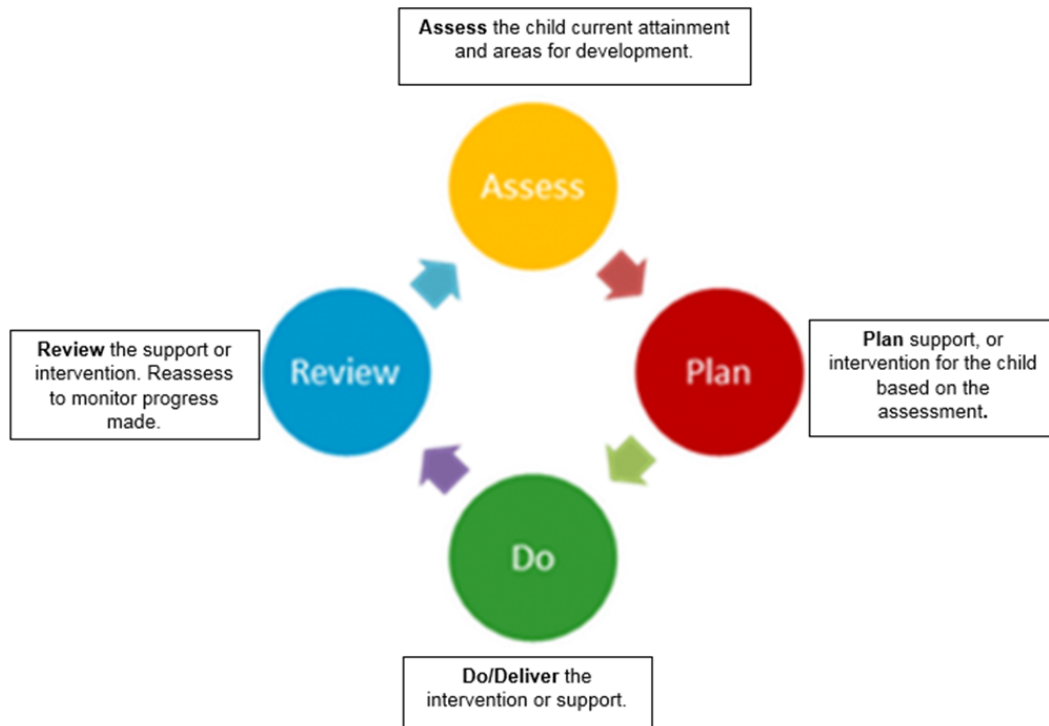 Assess the child current attainment
and areas for development.
Assess
Review the support or
intervention. Reassess
to monitor progress
made.
Review
Plan
Plan support, or
intervention for the child
based on the
assessment.
Do
Do/Deliver the
intervention or support.